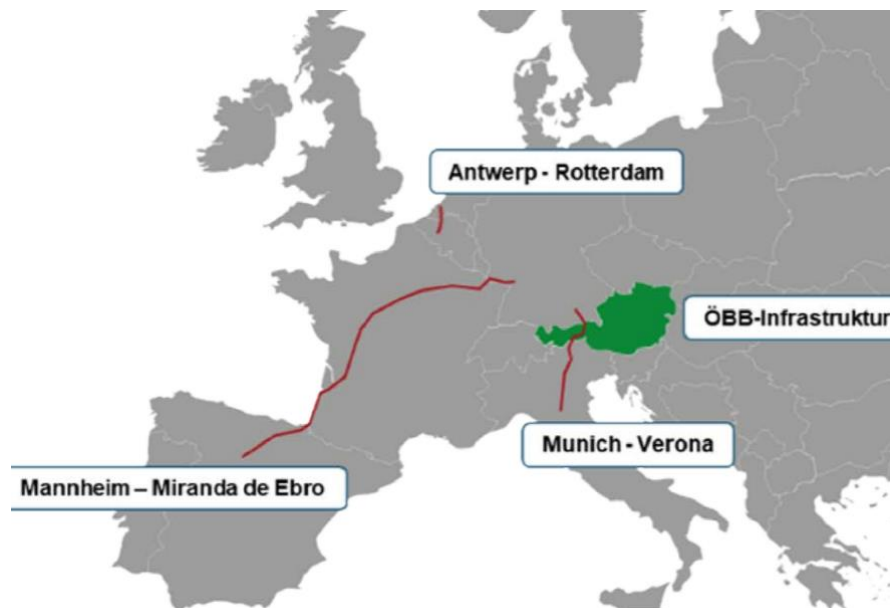 Antwerp - Rotterdam
ÖBB-Infrastruktur
Munich - Verona
Mannheim – Miranda de Ebro